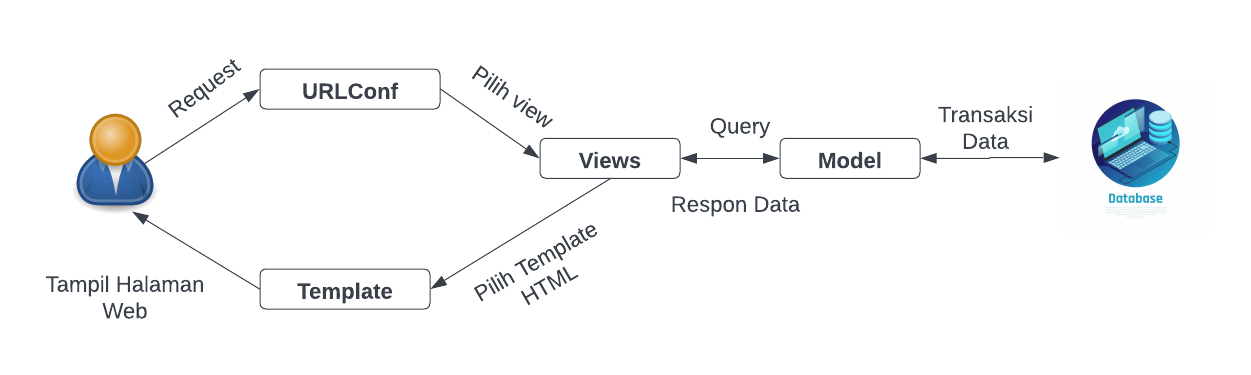 Request
URLConf
Pilih view
Views
Query
Respon Data
Model
Transaksi
Data
Database
Pilih Template
HTML
Template
Tampil Halaman
Web